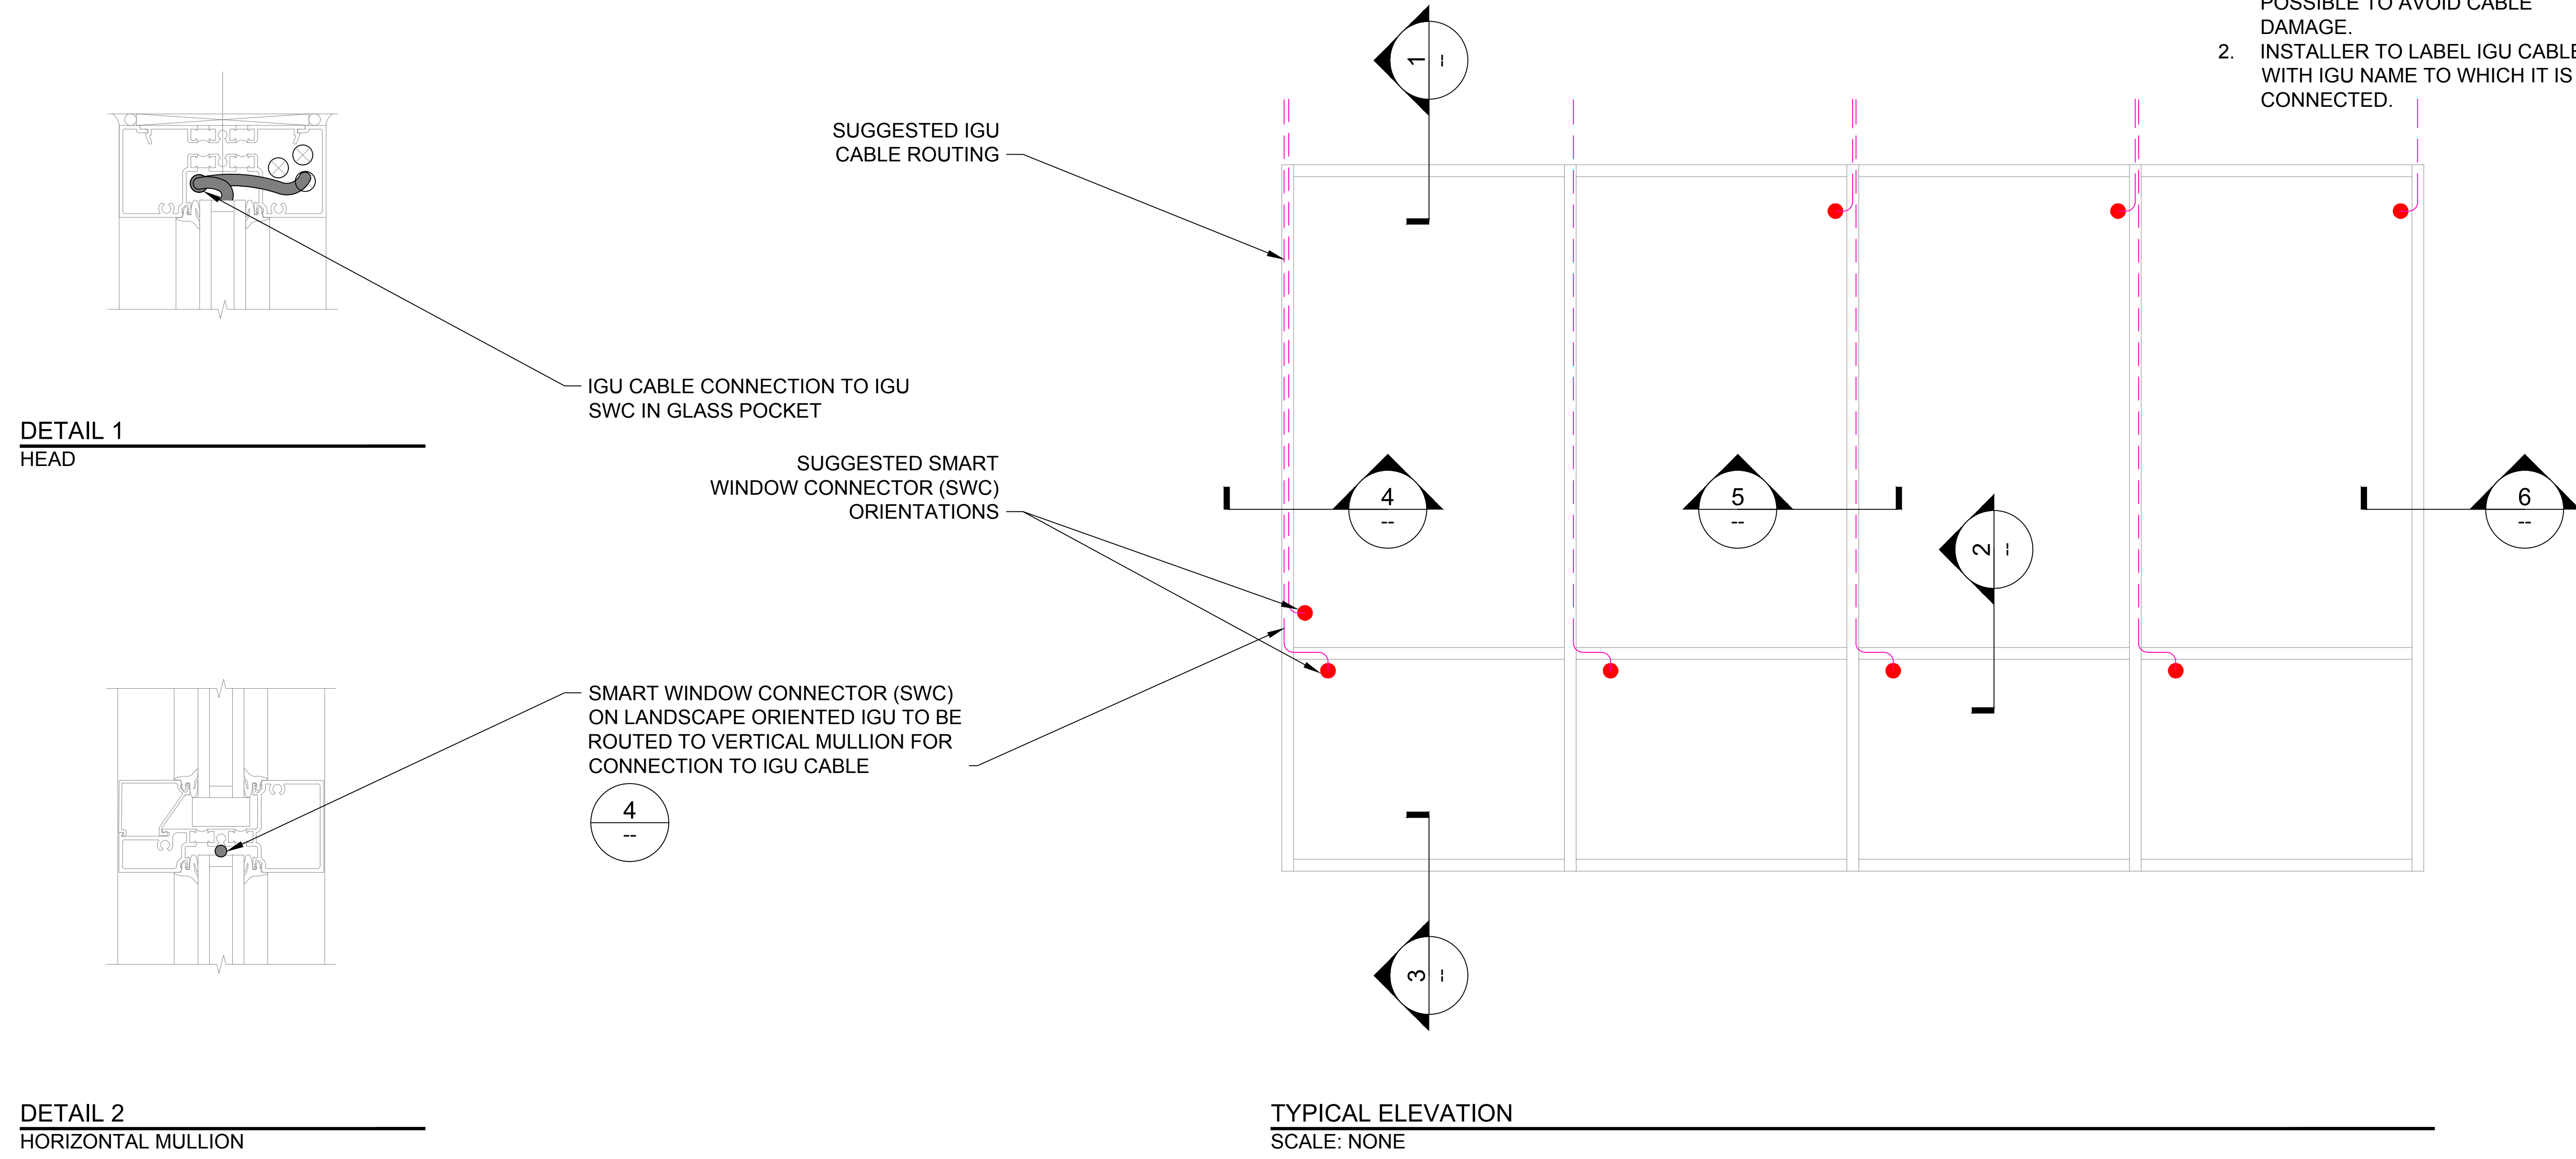 POSSIBLE TO AVOID CABLE
DAMAGE.
2. INSTALLER TO LABEL IGU CABLE
WITH IGU NAME TO WHICH IT IS
CONNECTED.
1
--
SUGGESTED IGU
CABLE ROUTING
IGU CABLE CONNECTION TO IGU
SWC IN GLASS POCKET
DETAIL 1
HEAD
SUGGESTED SMART
WINDOW CONNECTOR (SWC)
ORIENTATIONS
4
--
5
--
6
--
2
--
SMART WINDOW CONNECTOR (SWC)
ON LANDSCAPE ORIENTED IGU TO BE
ROUTED TO VERTICAL MULLION FOR
CONNECTION TO IGU CABLE
4
--
3
--
DETAIL 2
HORIZONTAL MULLION
TYPICAL ELEVATION
SCALE: NONE